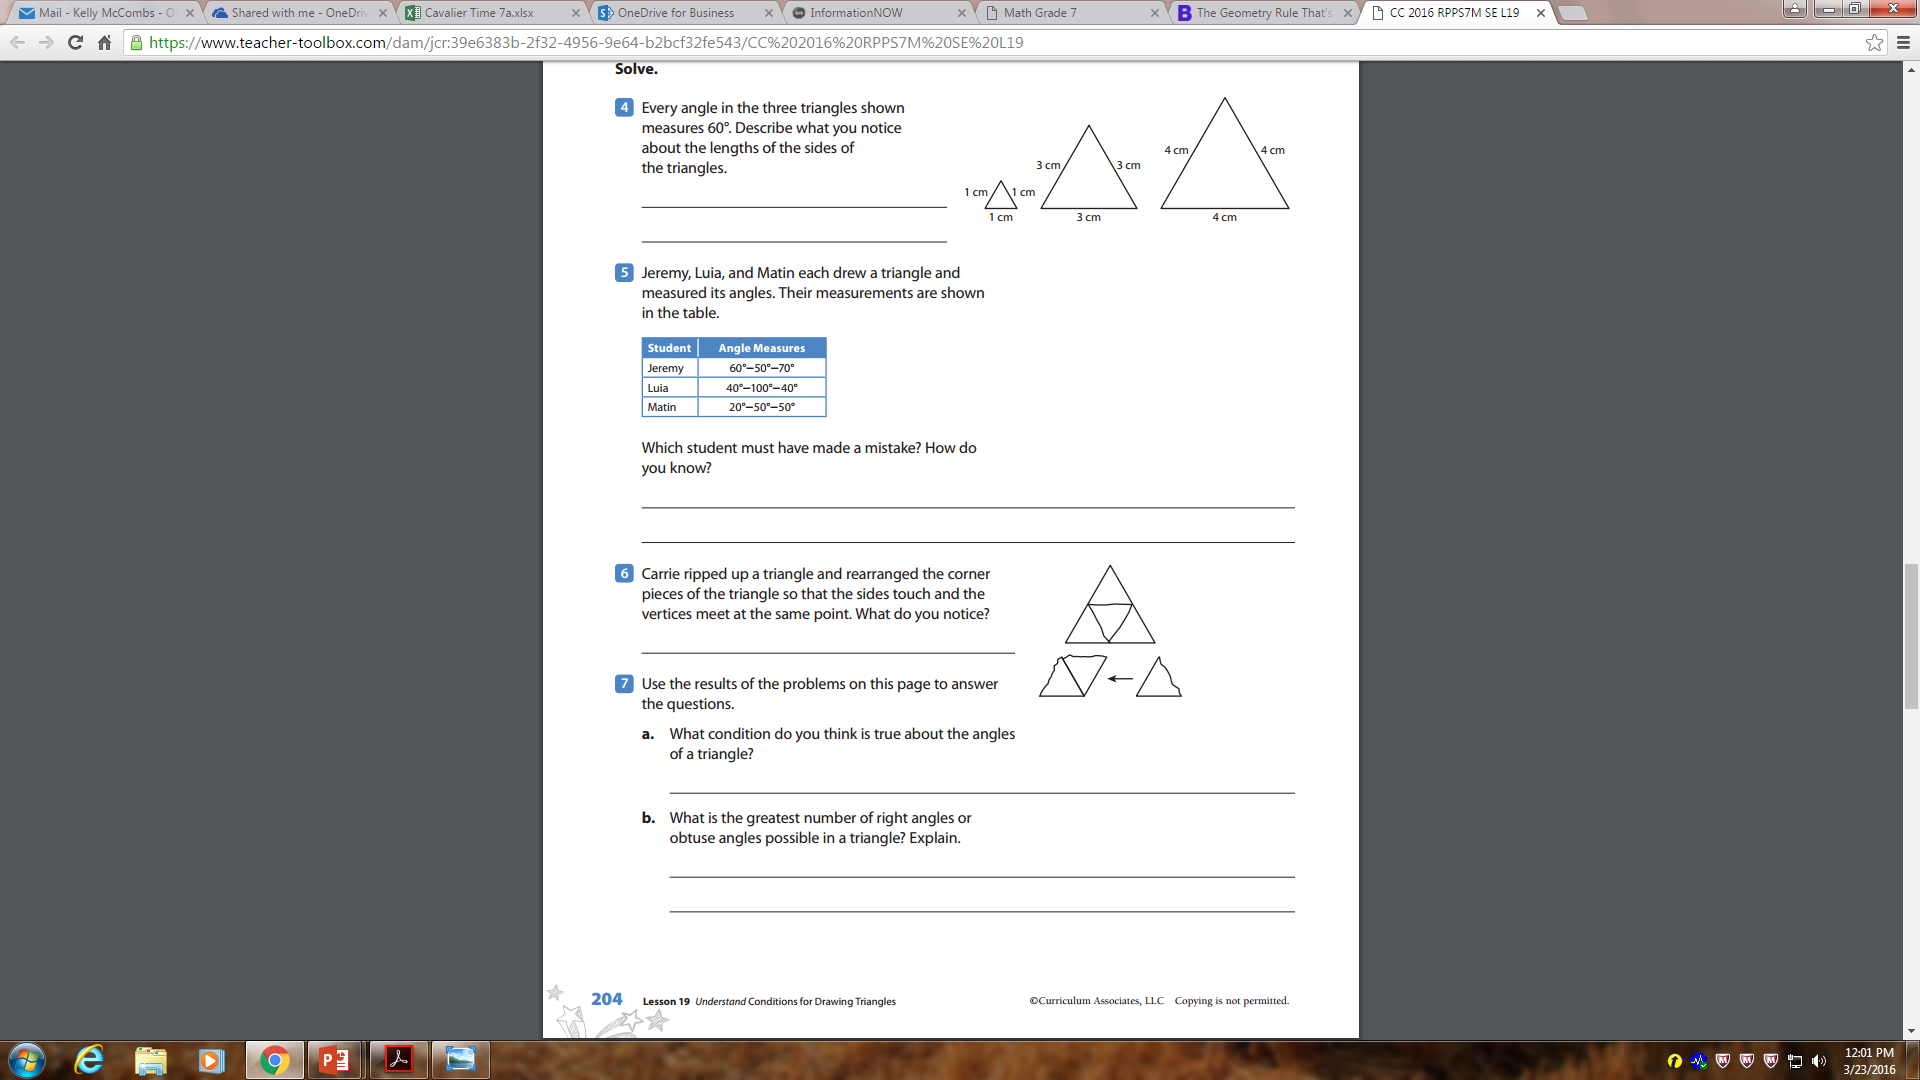 Mail - Kelly McCombs - O
Shared with me - OneDriv
Cavalier Time 7a.xlsx
OneDrive for Business
InformationNOW
Math Grade 7
The Geometry Rule That's
CC 2016 RPPS7M SE L19
https://www.teacher-toolbox.com/dam/jcr:39e6383b-2f32-4956-9e64-b2bcf32fe543/CC%202016%20RPPS7M%20SE%20L19
Solve.
4 Every angle in the three triangles shown
measures 60°. Describe what you notice
about the lengths of the sides of
the triangles.
1 cm 1 cm
1 cm
3 cm 3 cm
3 cm
4 cm 4 cm
4 cm
5 Jeremy, Luia, and Matin each drew a triangle and
measured its angles. Their measurements are shown
in the table.
Student Angle Measures
Jeremy 60°–50°–70°
Luia 40°–100°–40°
Matin 20°–50°–50°
Which student must have made a mistake? How do
you know?
6 Carrie ripped up a triangle and rearranged the corner
pieces of the triangle so that the sides touch and the
vertices meet at the same point. What do you notice?
7 Use the results of the problems on this page to answer
the questions.
a. What condition do you think is true about the angles
of a triangle?
b. What is the greatest number of right angles or
obtuse angles possible in a triangle? Explain.
204 Lesson 19 Understand Conditions for Drawing Triangles
©Curriculum Associates, LLC Copying is not permitted.
12:01 PM
3/23/2016